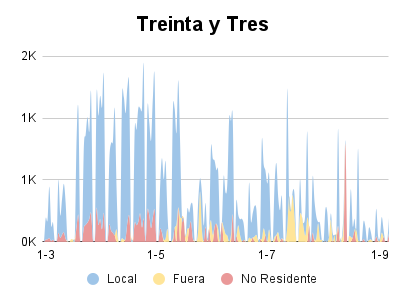 Treinta y Tres
2K
1K
1K
0K
1-3 1-5 1-7 1-9
Local Fuera No Residente